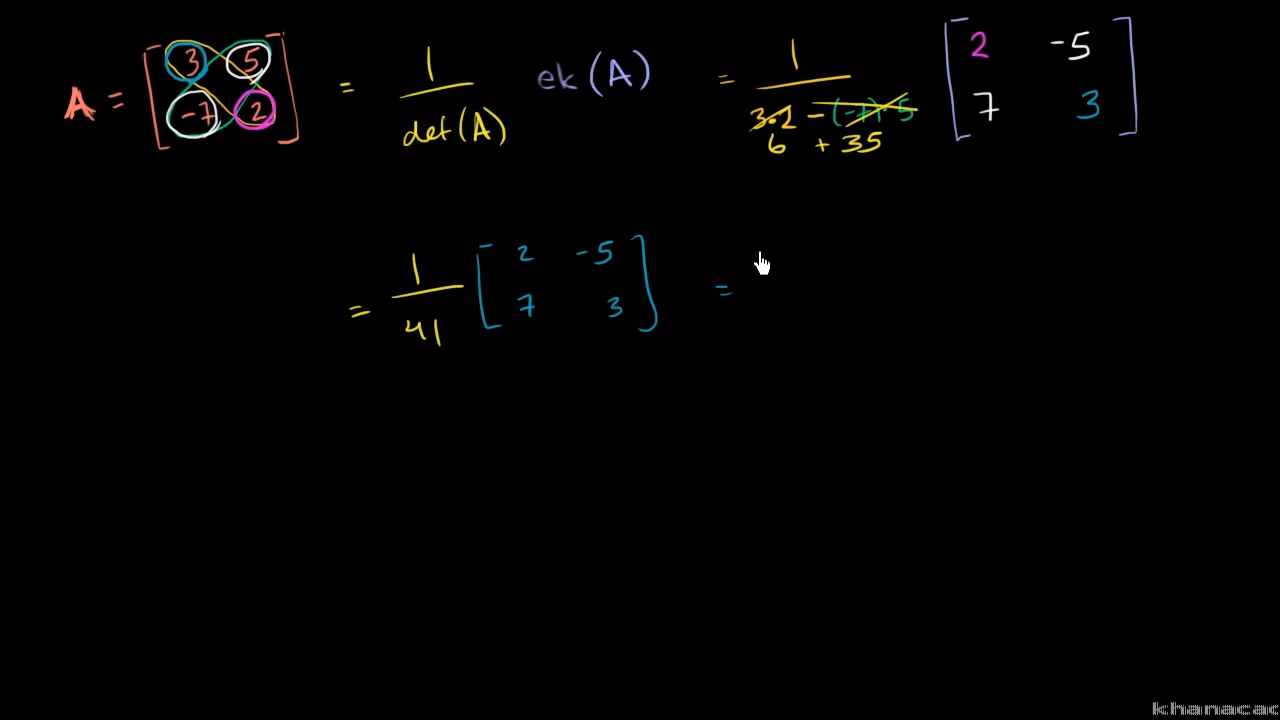 A = [ 3 5 ; -7 2 ] = 1 / det(A) ek(A) = 1 / (3·2 - (-7)·5) [ 2 -5 ; 7 3 ]
6 + 35
= 1 / 41 [ 2 -5 ; 7 3 ] =
khanacac